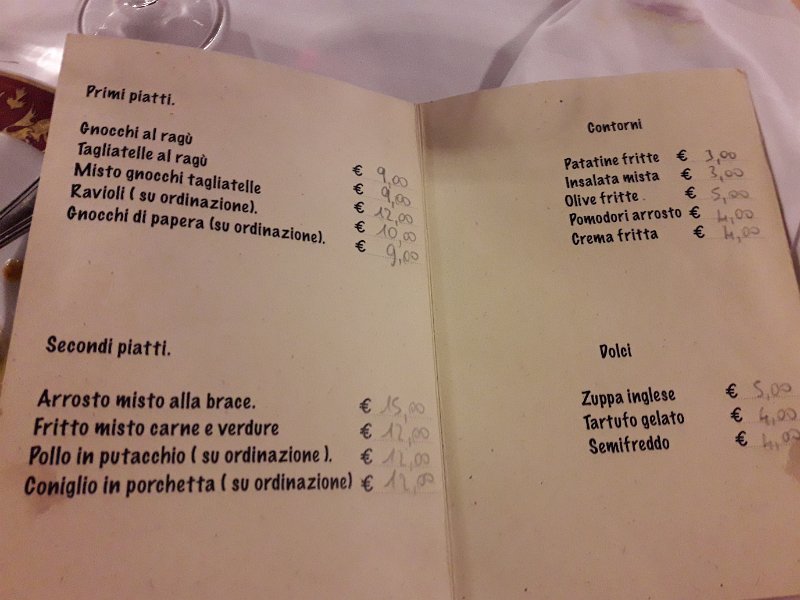 Primi piatti.
Gnocchi al ragù € 9,00
Tagliatelle al ragù € 9,00
Misto gnocchi tagliatelle € 12,00
Ravioli ( su ordinazione). € 10,00
Gnocchi di papera (su ordinazione). € 9,00
Secondi piatti.
Arrosto misto alla brace. € 15,00
Fritto misto carne e verdure € 12,00
Pollo in putacchio ( su ordinazione ). € 12,00
Coniglio in porchetta ( su ordinazione) € 12,00
Contorni
Patatine fritte € 3,00
Insalata mista € 3,00
Olive fritte . € 5,00
Pomodori arrosto € 4,00
Crema fritta € 4,00
Dolci
Zuppa inglese € 5,00
Tartufo gelato € 4,00
Semifreddo € 4,00